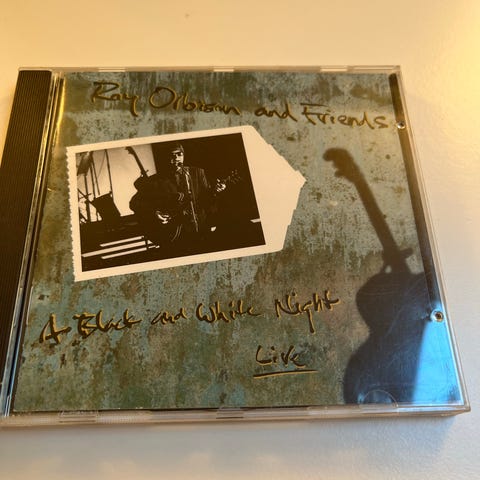 Roy Orbison and Friends
A Black and White Night
Live